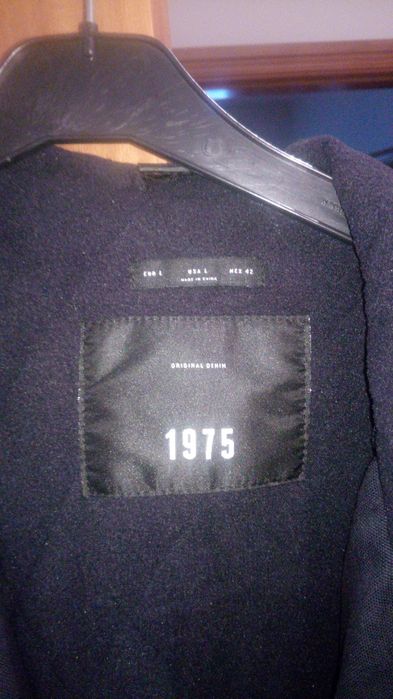 EUR L USA L MEX 42
MADE IN CHINA
ORIGINAL DENIM
1975